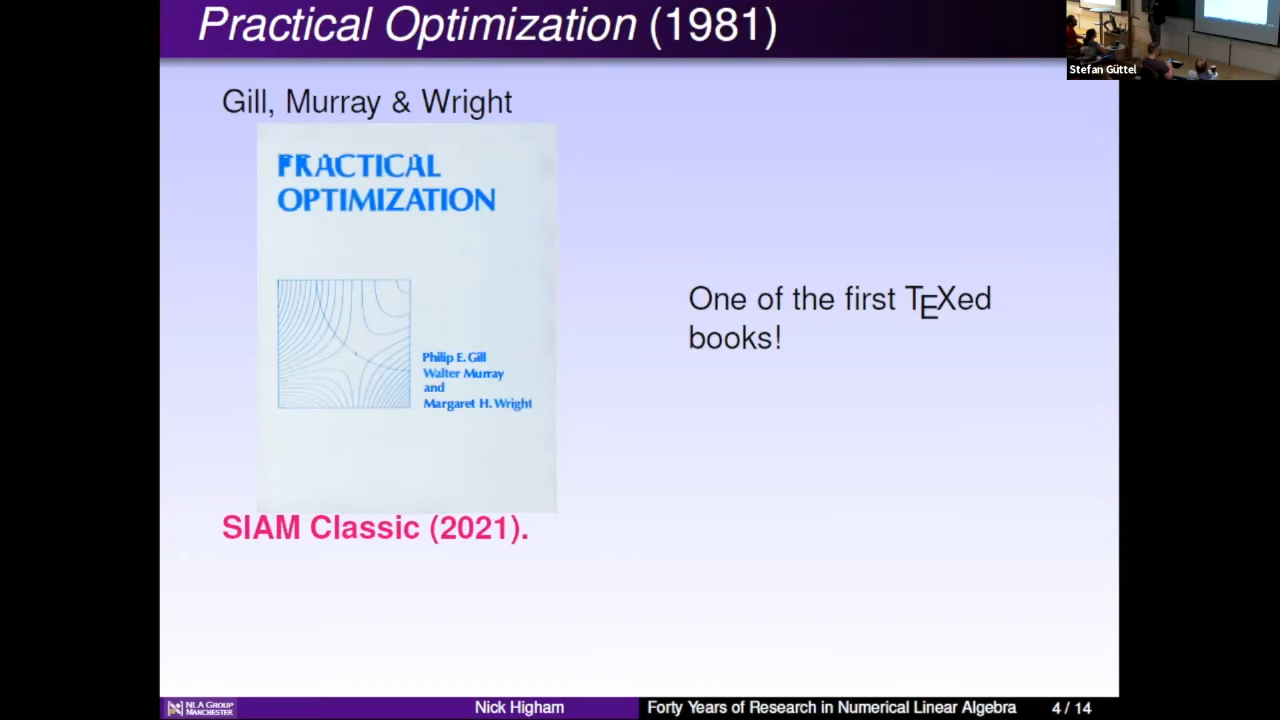 Practical Optimization (1981)
Stefan Güttel
Gill, Murray & Wright
PRACTICAL
OPTIMIZATION
Philip E. Gill
Walter Murray
and
Margaret H. Wright
One of the first TEXed
books!
SIAM Classic (2021).
NLA GROUP
MANCHESTER
Nick Higham
Forty Years of Research in Numerical Linear Algebra
4 / 14